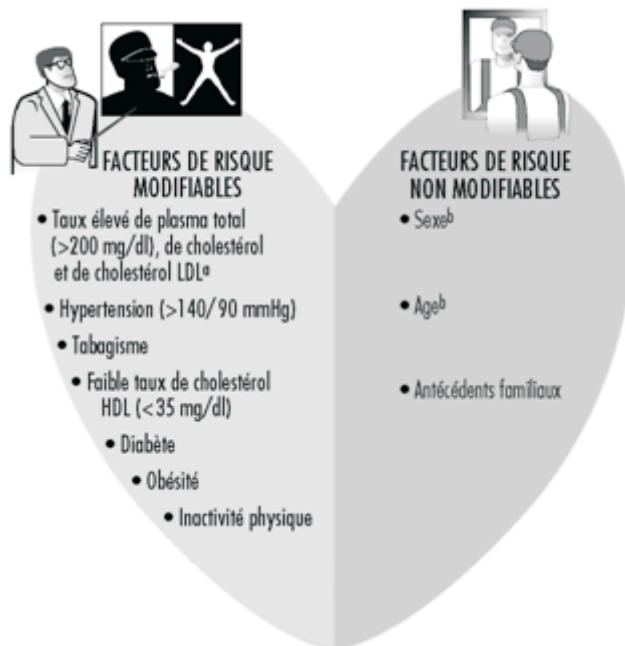 FACTEURS DE RISQUE
MODIFIABLES
• Taux élevé de plasma total
(>200 mg/dl), de cholestérol
et de cholestérol LDLᵃ
• Hypertension (>140/90 mmHg)
• Tabagisme
• Faible taux de cholestérol
HDL (<35 mg/dl)
• Diabète
• Obésité
• Inactivité physique
FACTEURS DE RISQUE
NON MODIFIABLES
• Sexeᵇ
• Ageᵇ
• Antécédents familiaux